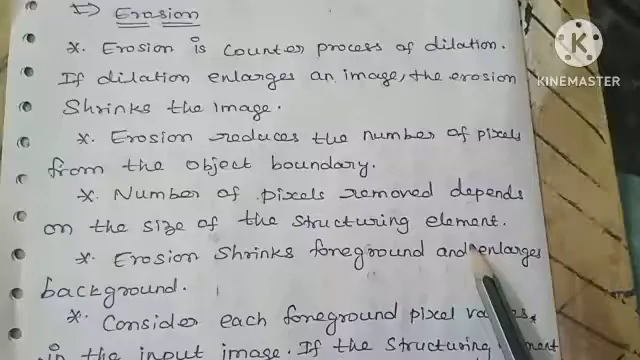 => Erosion
*. Erosion is counter process of dilation.
If dilation enlarges an image, the erosion
Shrinks the image.
*. Erosion reduces the number of pixels
from the object boundary.
*. Number of pixels removed depends
on the size of the structuring element.
*. Erosion shrinks foreground and enlarges
background.
*. Consider each foreground pixel
in the input image. If the structuring
KINEMASTER